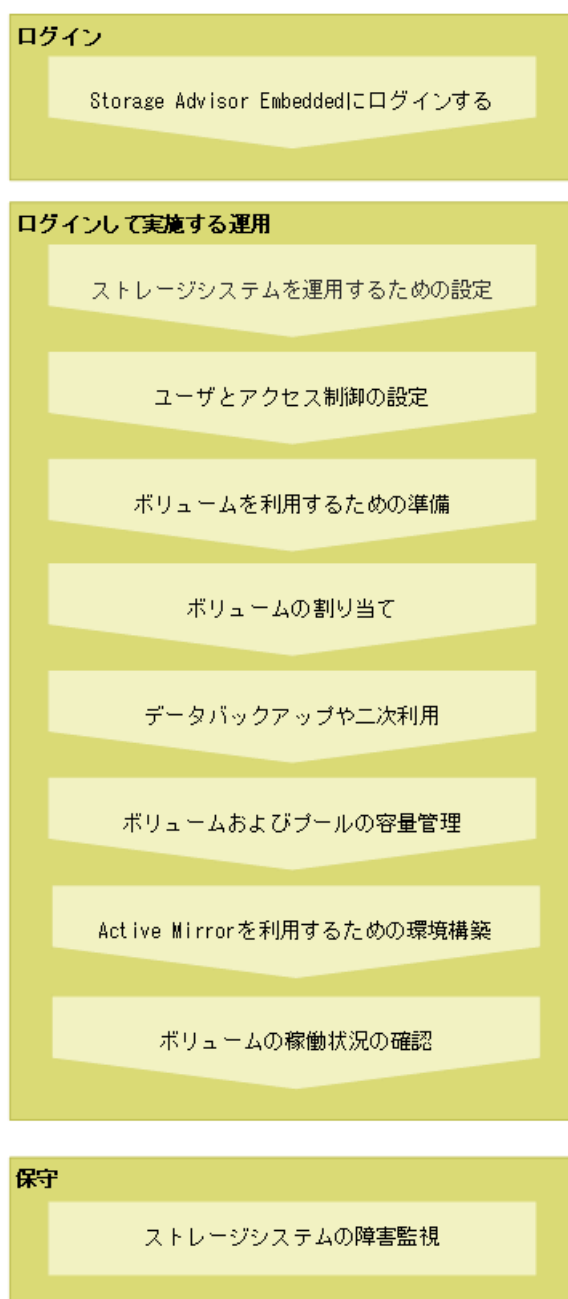 ログイン
Storage Advisor Embeddedにログインする
ログインして実施する運用
ストレージシステムを運用するための設定
ユーザとアクセス制御の設定
ボリュームを利用するための準備
ボリュームの割り当て
データバックアップや二次利用
ボリュームおよびプールの容量管理
Active Mirrorを利用するための環境構築
ボリュームの稼働状況の確認
保守
ストレージシステムの障害監視